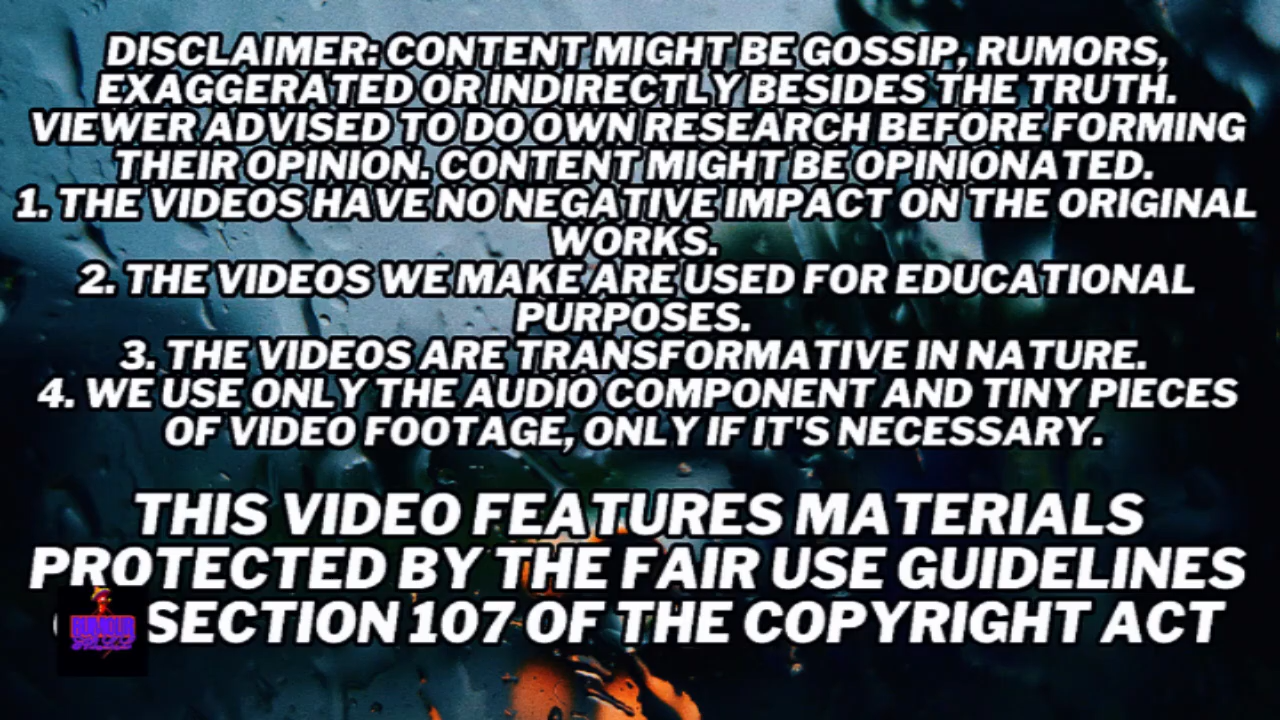 DISCLAIMER: CONTENT MIGHT BE GOSSIP, RUMORS,
EXAGGERATED OR INDIRECTLY BESIDES THE TRUTH.
VIEWER ADVISED TO DO OWN RESEARCH BEFORE FORMING
THEIR OPINION. CONTENT MIGHT BE OPINIONATED.
1. THE VIDEOS HAVE NO NEGATIVE IMPACT ON THE ORIGINAL
WORKS.
2. THE VIDEOS WE MAKE ARE USED FOR EDUCATIONAL
PURPOSES.
3. THE VIDEOS ARE TRANSFORMATIVE IN NATURE.
4. WE USE ONLY THE AUDIO COMPONENT AND TINY PIECES
OF VIDEO FOOTAGE, ONLY IF IT'S NECESSARY.
THIS VIDEO FEATURES MATERIALS
PROTECTED BY THE FAIR USE GUIDELINES
SECTION 107 OF THE COPYRIGHT ACT